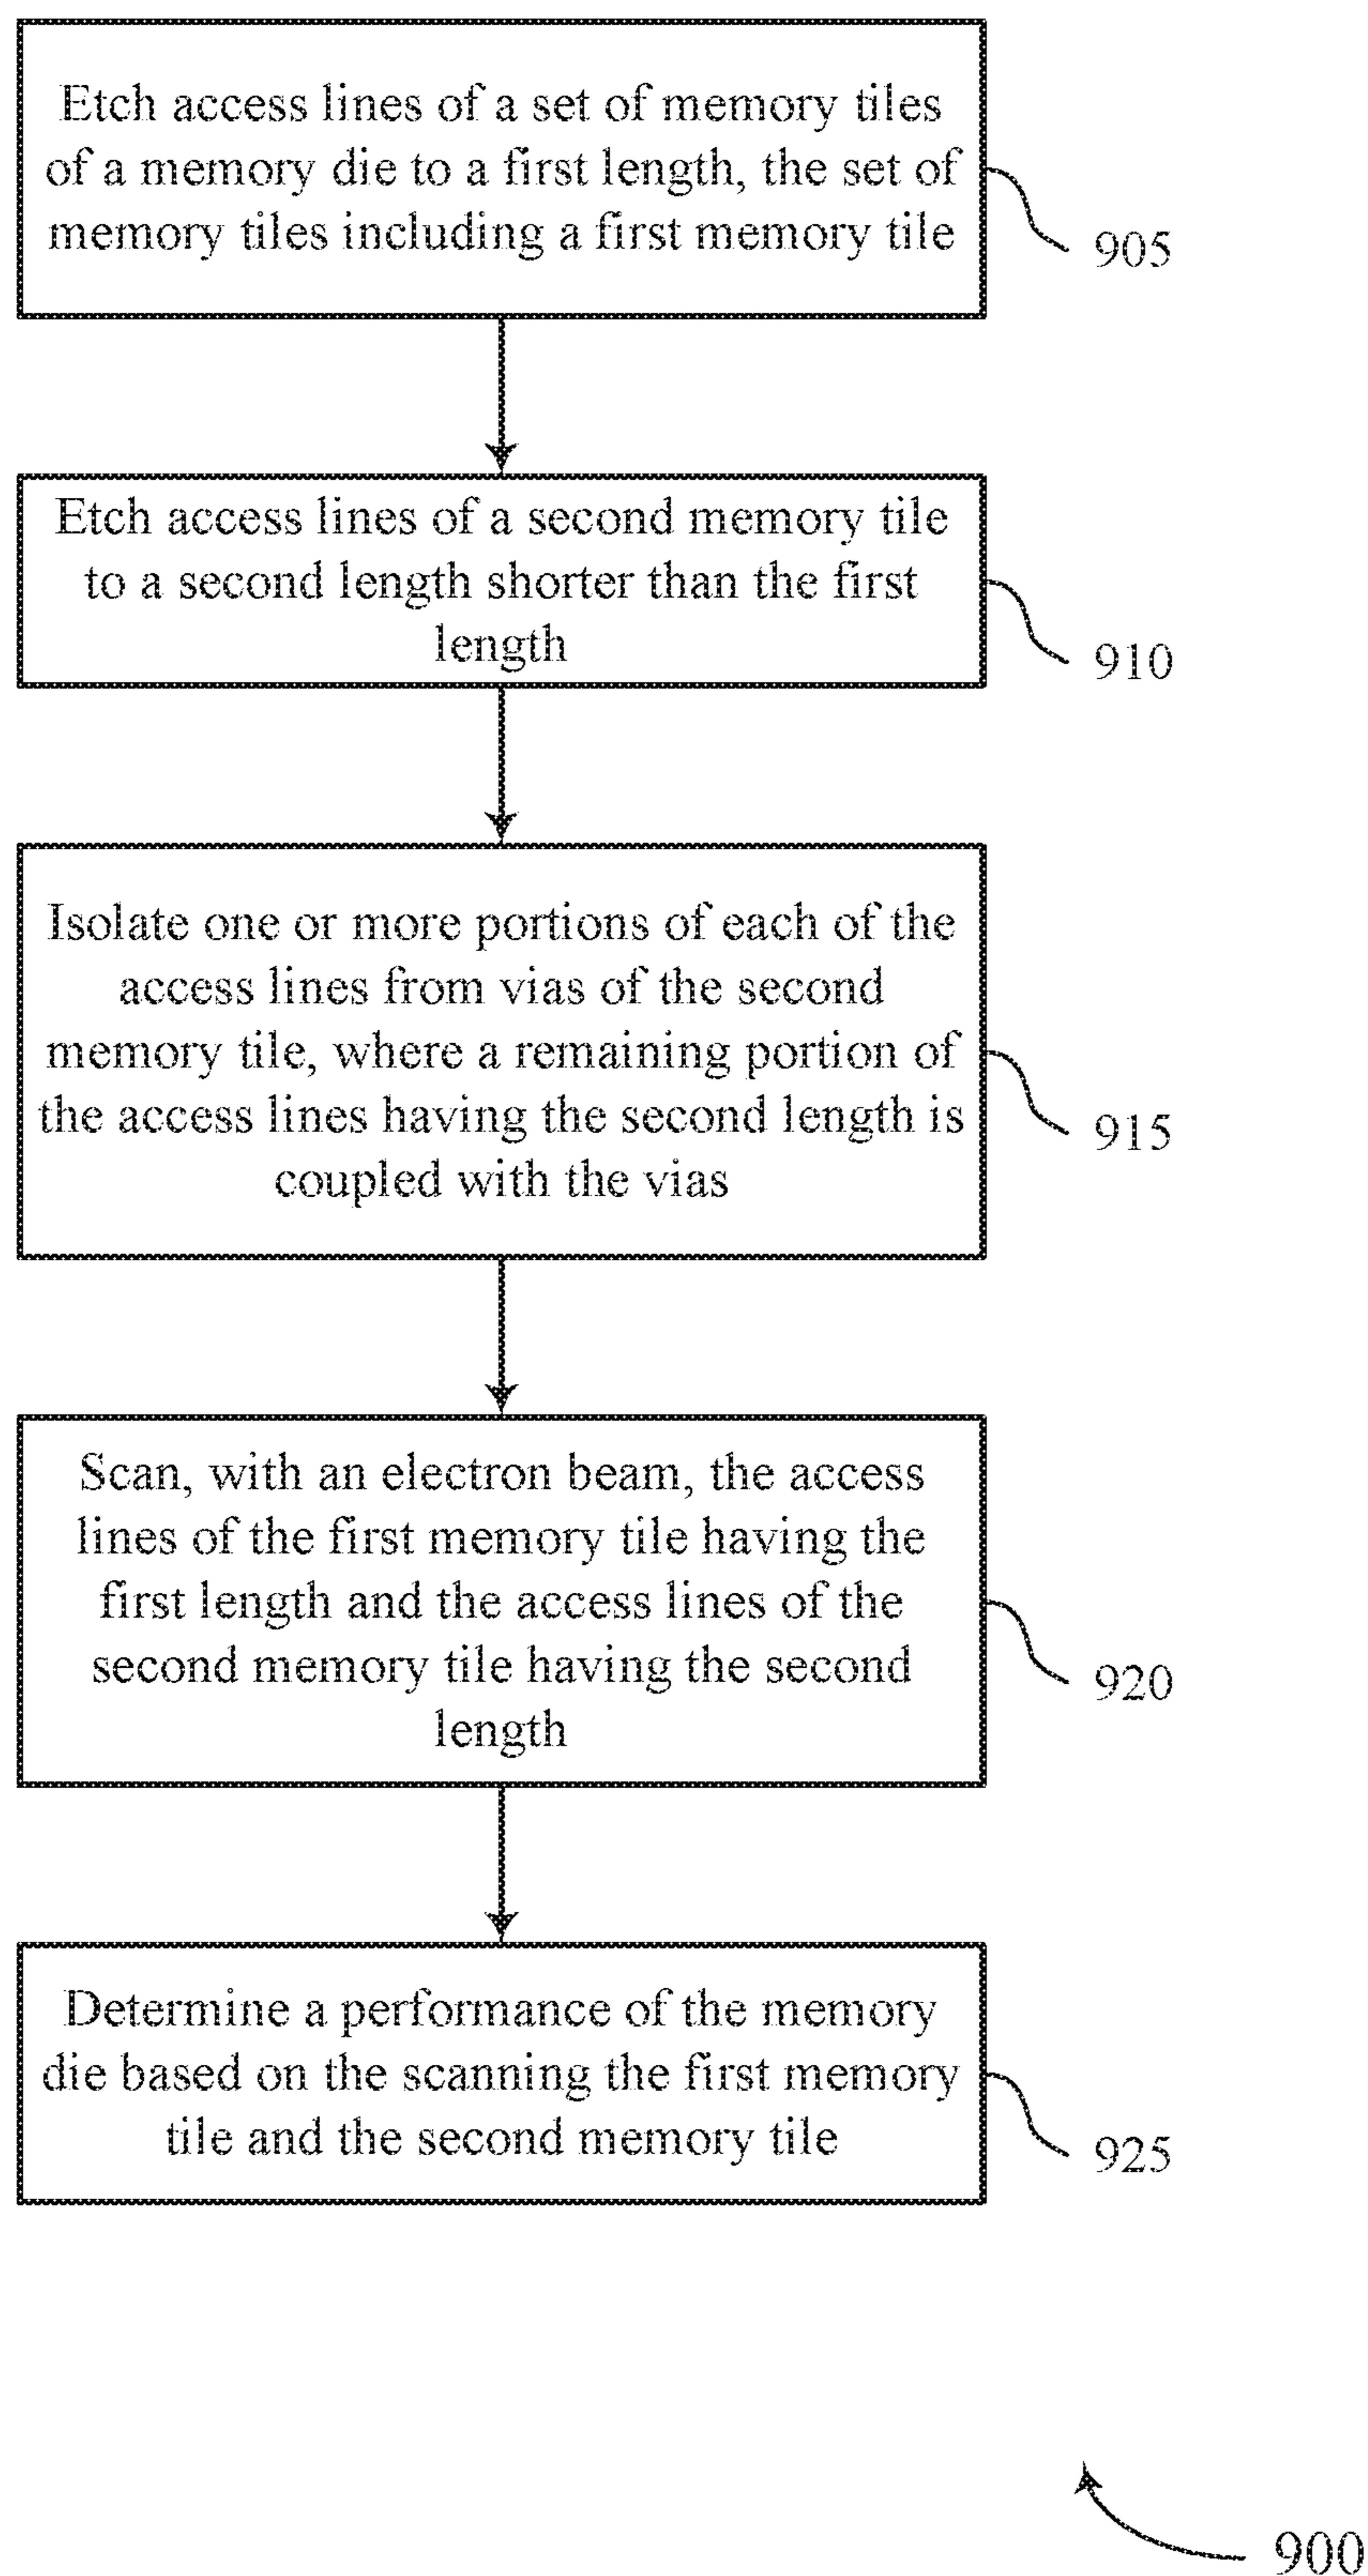 Etch access lines of a set of memory tiles
of a memory die to a first length, the set of
memory tiles including a first memory tile
905
Etch access lines of a second memory tile
to a second length shorter than the first
length
910
Isolate one or more portions of each of the
access lines from vias of the second
memory tile, where a remaining portion of
the access lines having the second length is
coupled with the vias
915
Scan, with an electron beam, the access
lines of the first memory tile having the
first length and the access lines of the
second memory tile having the second
length
920
Determine a performance of the memory
die based on the scanning the first memory
tile and the second memory tile
925
900